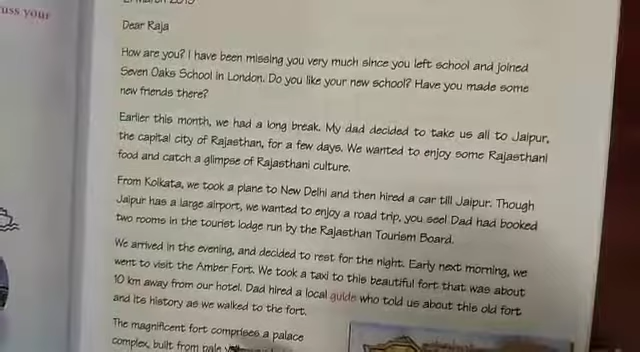 uss your
Dear Raja
How are you? I have been missing you very much since you left school and joined
Seven Oaks School in London. Do you like your new school? Have you made some
new friends there?
Earlier this month, we had a long break. My dad decided to take us all to Jaipur,
the capital city of Rajasthan, for a few days. We wanted to enjoy some Rajasthani
food and catch a glimpse of Rajasthani culture.
From Kolkata, we took a plane to New Delhi and then hired a car till Jaipur. Though
Jaipur has a large airport, we wanted to enjoy a road trip, you see! Dad had booked
two rooms in the tourist lodge run by the Rajasthan Tourism Board.
We arrived in the evening, and decided to rest for the night. Early next morning, we
went to visit the Amber Fort. We took a taxi to this beautiful fort that was about
10 km away from our hotel. Dad hired a local guide who told us about this old fort
and its history as we walked to the fort.
The magnificent fort comprises a palace
complex, built from pale